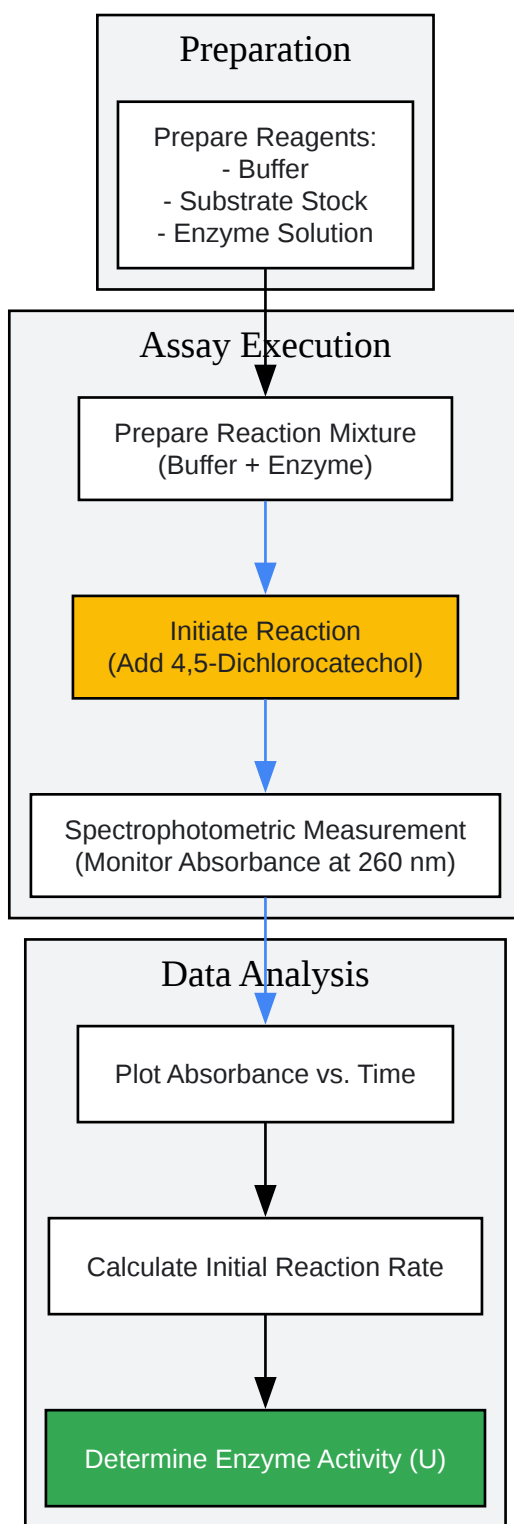 Preparation
Prepare Reagents:
- Buffer
- Substrate Stock
- Enzyme Solution
Assay Execution
Prepare Reaction Mixture
(Buffer + Enzyme)
Initiate Reaction
(Add 4,5-Dichlorocatechol)
Spectrophotometric Measurement
(Monitor Absorbance at 260 nm)
Data Analysis
Plot Absorbance vs. Time
Calculate Initial Reaction Rate
Determine Enzyme Activity (U)